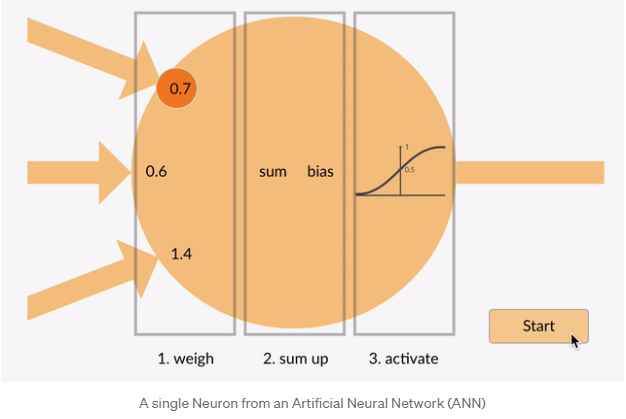 0.7
0.6
sum bias
1
0.5
1.4
Start
1. weigh 2. sum up 3. activate
A single Neuron from an Artificial Neural Network (ANN)